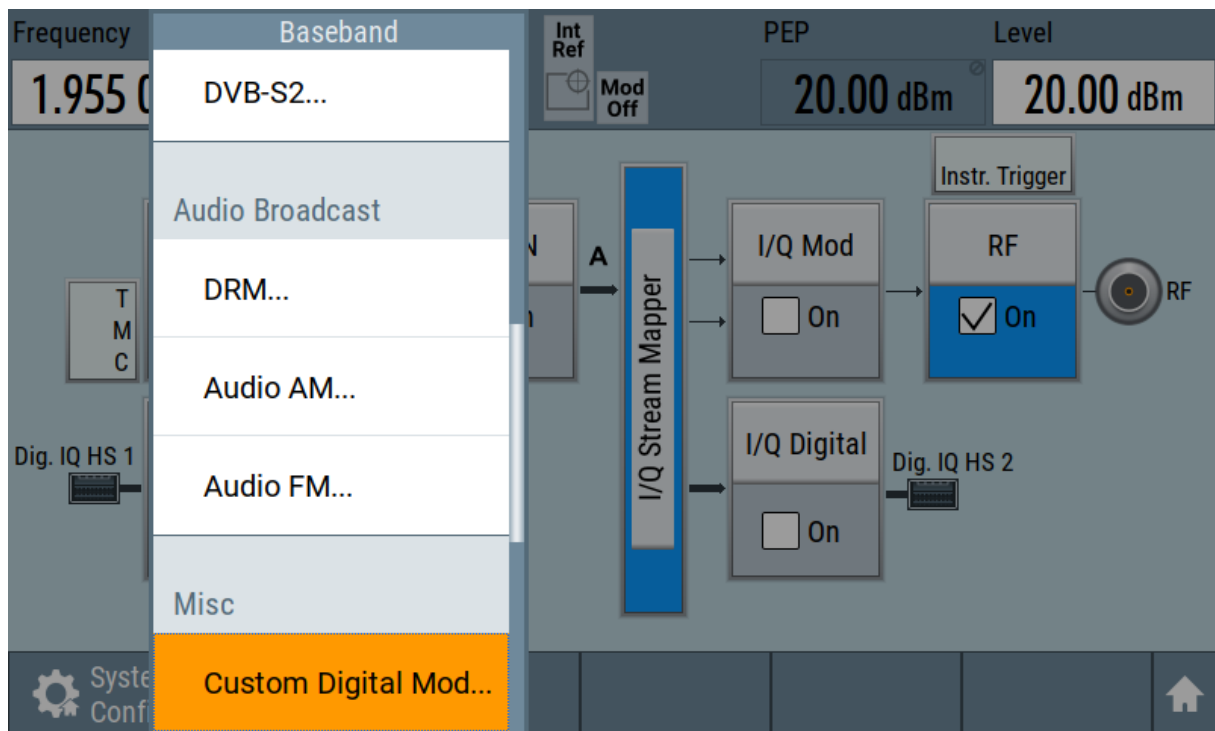 Frequency
Baseband
Int
Ref
PEP
Level
1.955 0
DVB-S2...
Mod
Off
20.00 dBm
20.00 dBm
Instr. Trigger
Audio Broadcast
N
A
I/Q Mod
RF
DRM...
T
M
C
I/Q Stream Mapper
On
On
RF
Audio AM...
Dig. IQ HS 1
I/Q Digital
Dig. IQ HS 2
Audio FM...
On
Misc
Syste
Confi
Custom Digital Mod...